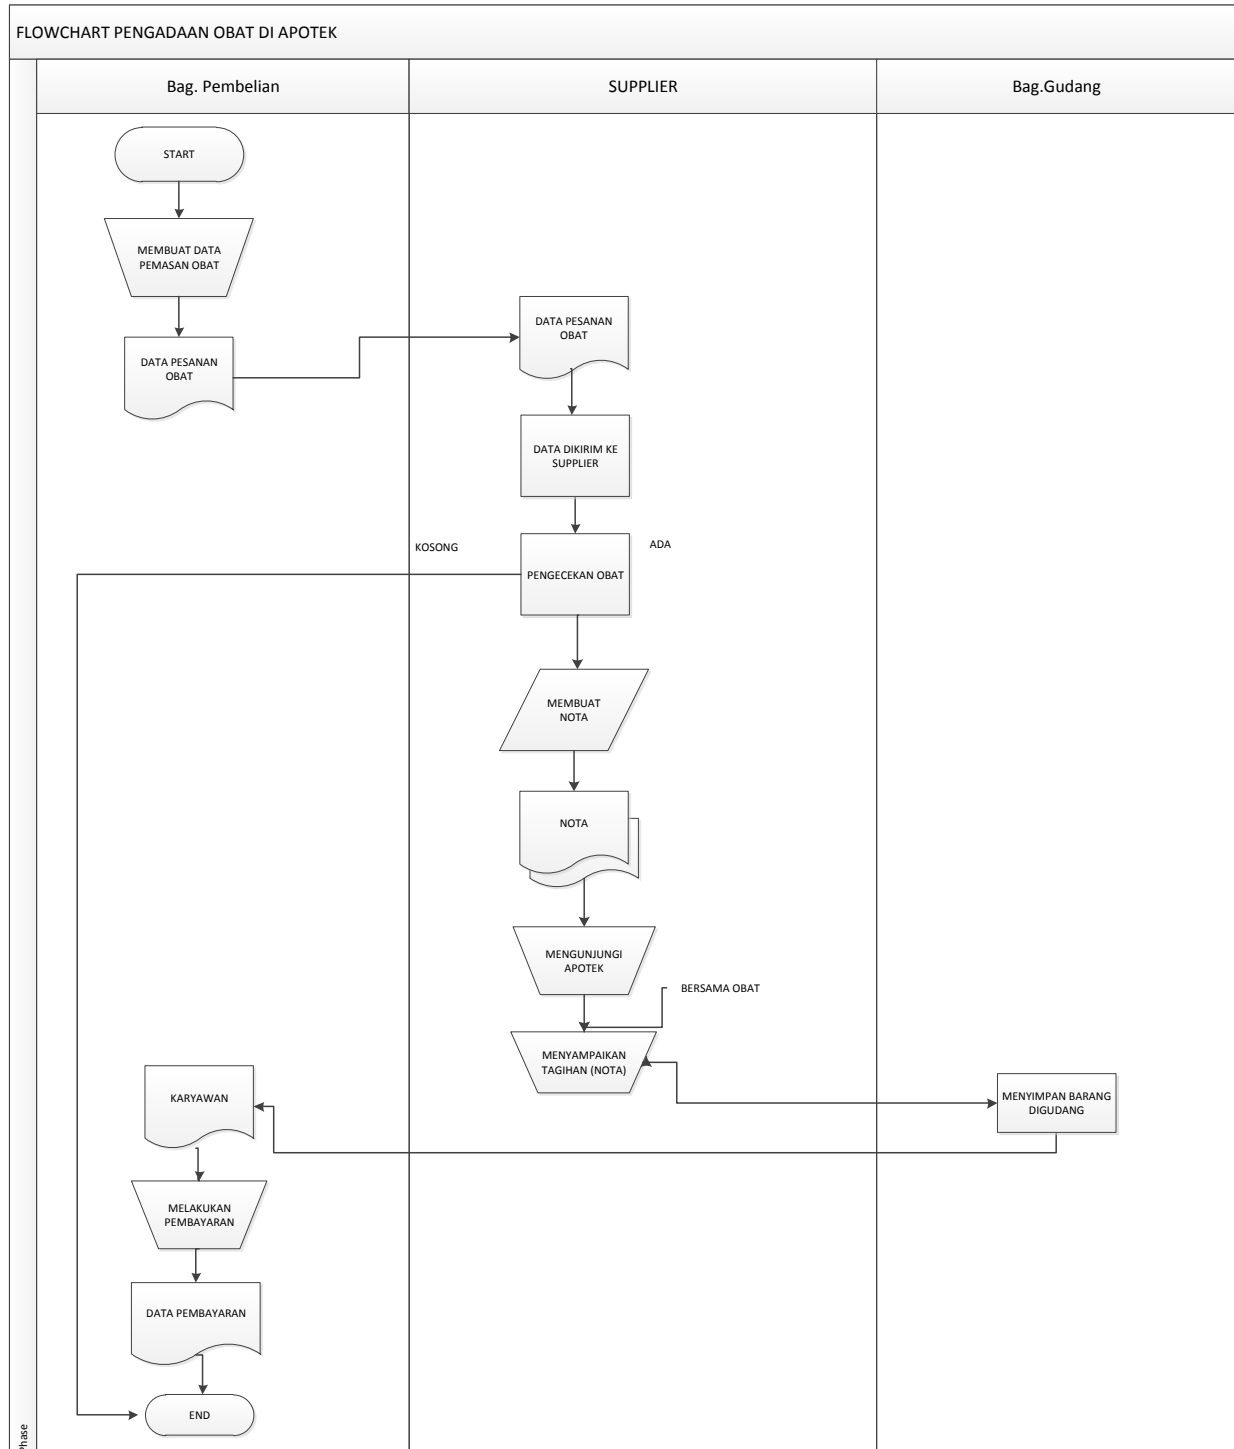 FLOWCHART PENGADAAN OBAT DI APOTEK
Bag. Pembelian
SUPPLIER
Bag.Gudang
START
MEMBUAT DATA
PEMASAN OBAT
DATA PESANAN
OBAT
DATA PESANAN
OBAT
DATA DIKIRIM KE
SUPPLIER
KOSONG
ADA
PENGECEKAN OBAT
MEMBUAT
NOTA
NOTA
MENGUNJUNGI
APOTEK
BERSAMA OBAT
MENYAMPAIKAN
TAGIHAN (NOTA)
MENYIMPAN BARANG
DIGUDANG
KARYAWAN
MELAKUKAN
PEMBAYARAN
DATA PEMBAYARAN
END
Phase